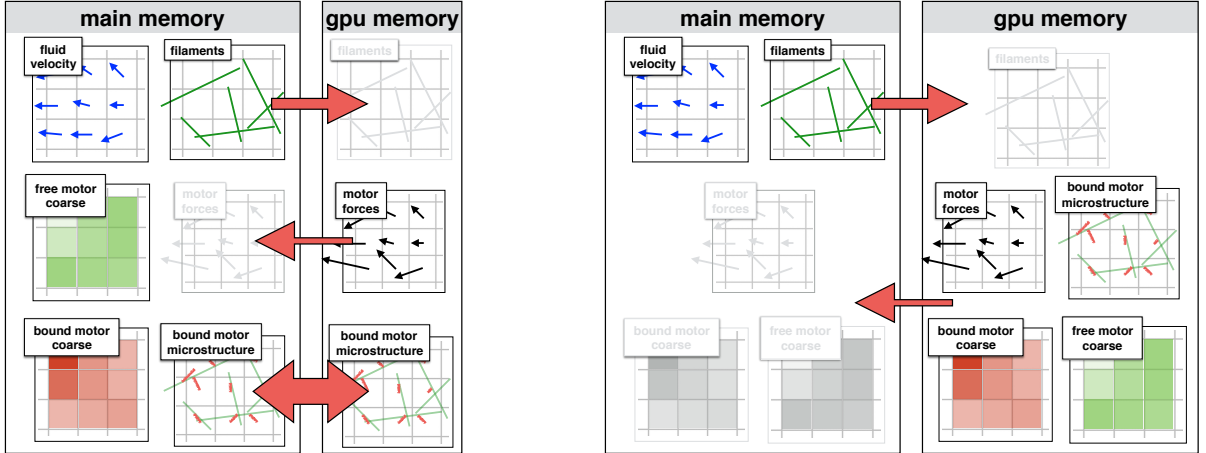 main memory
gpu memory
fluid
velocity
filaments
filaments
free motor
coarse
motor
forces
motor
forces
bound motor
coarse
bound motor
microstructure
bound motor
microstructure
main memory
gpu memory
fluid
velocity
filaments
filaments
motor
forces
motor
forces
bound motor
microstructure
bound motor
coarse
free motor
coarse
bound motor
coarse
free motor
coarse